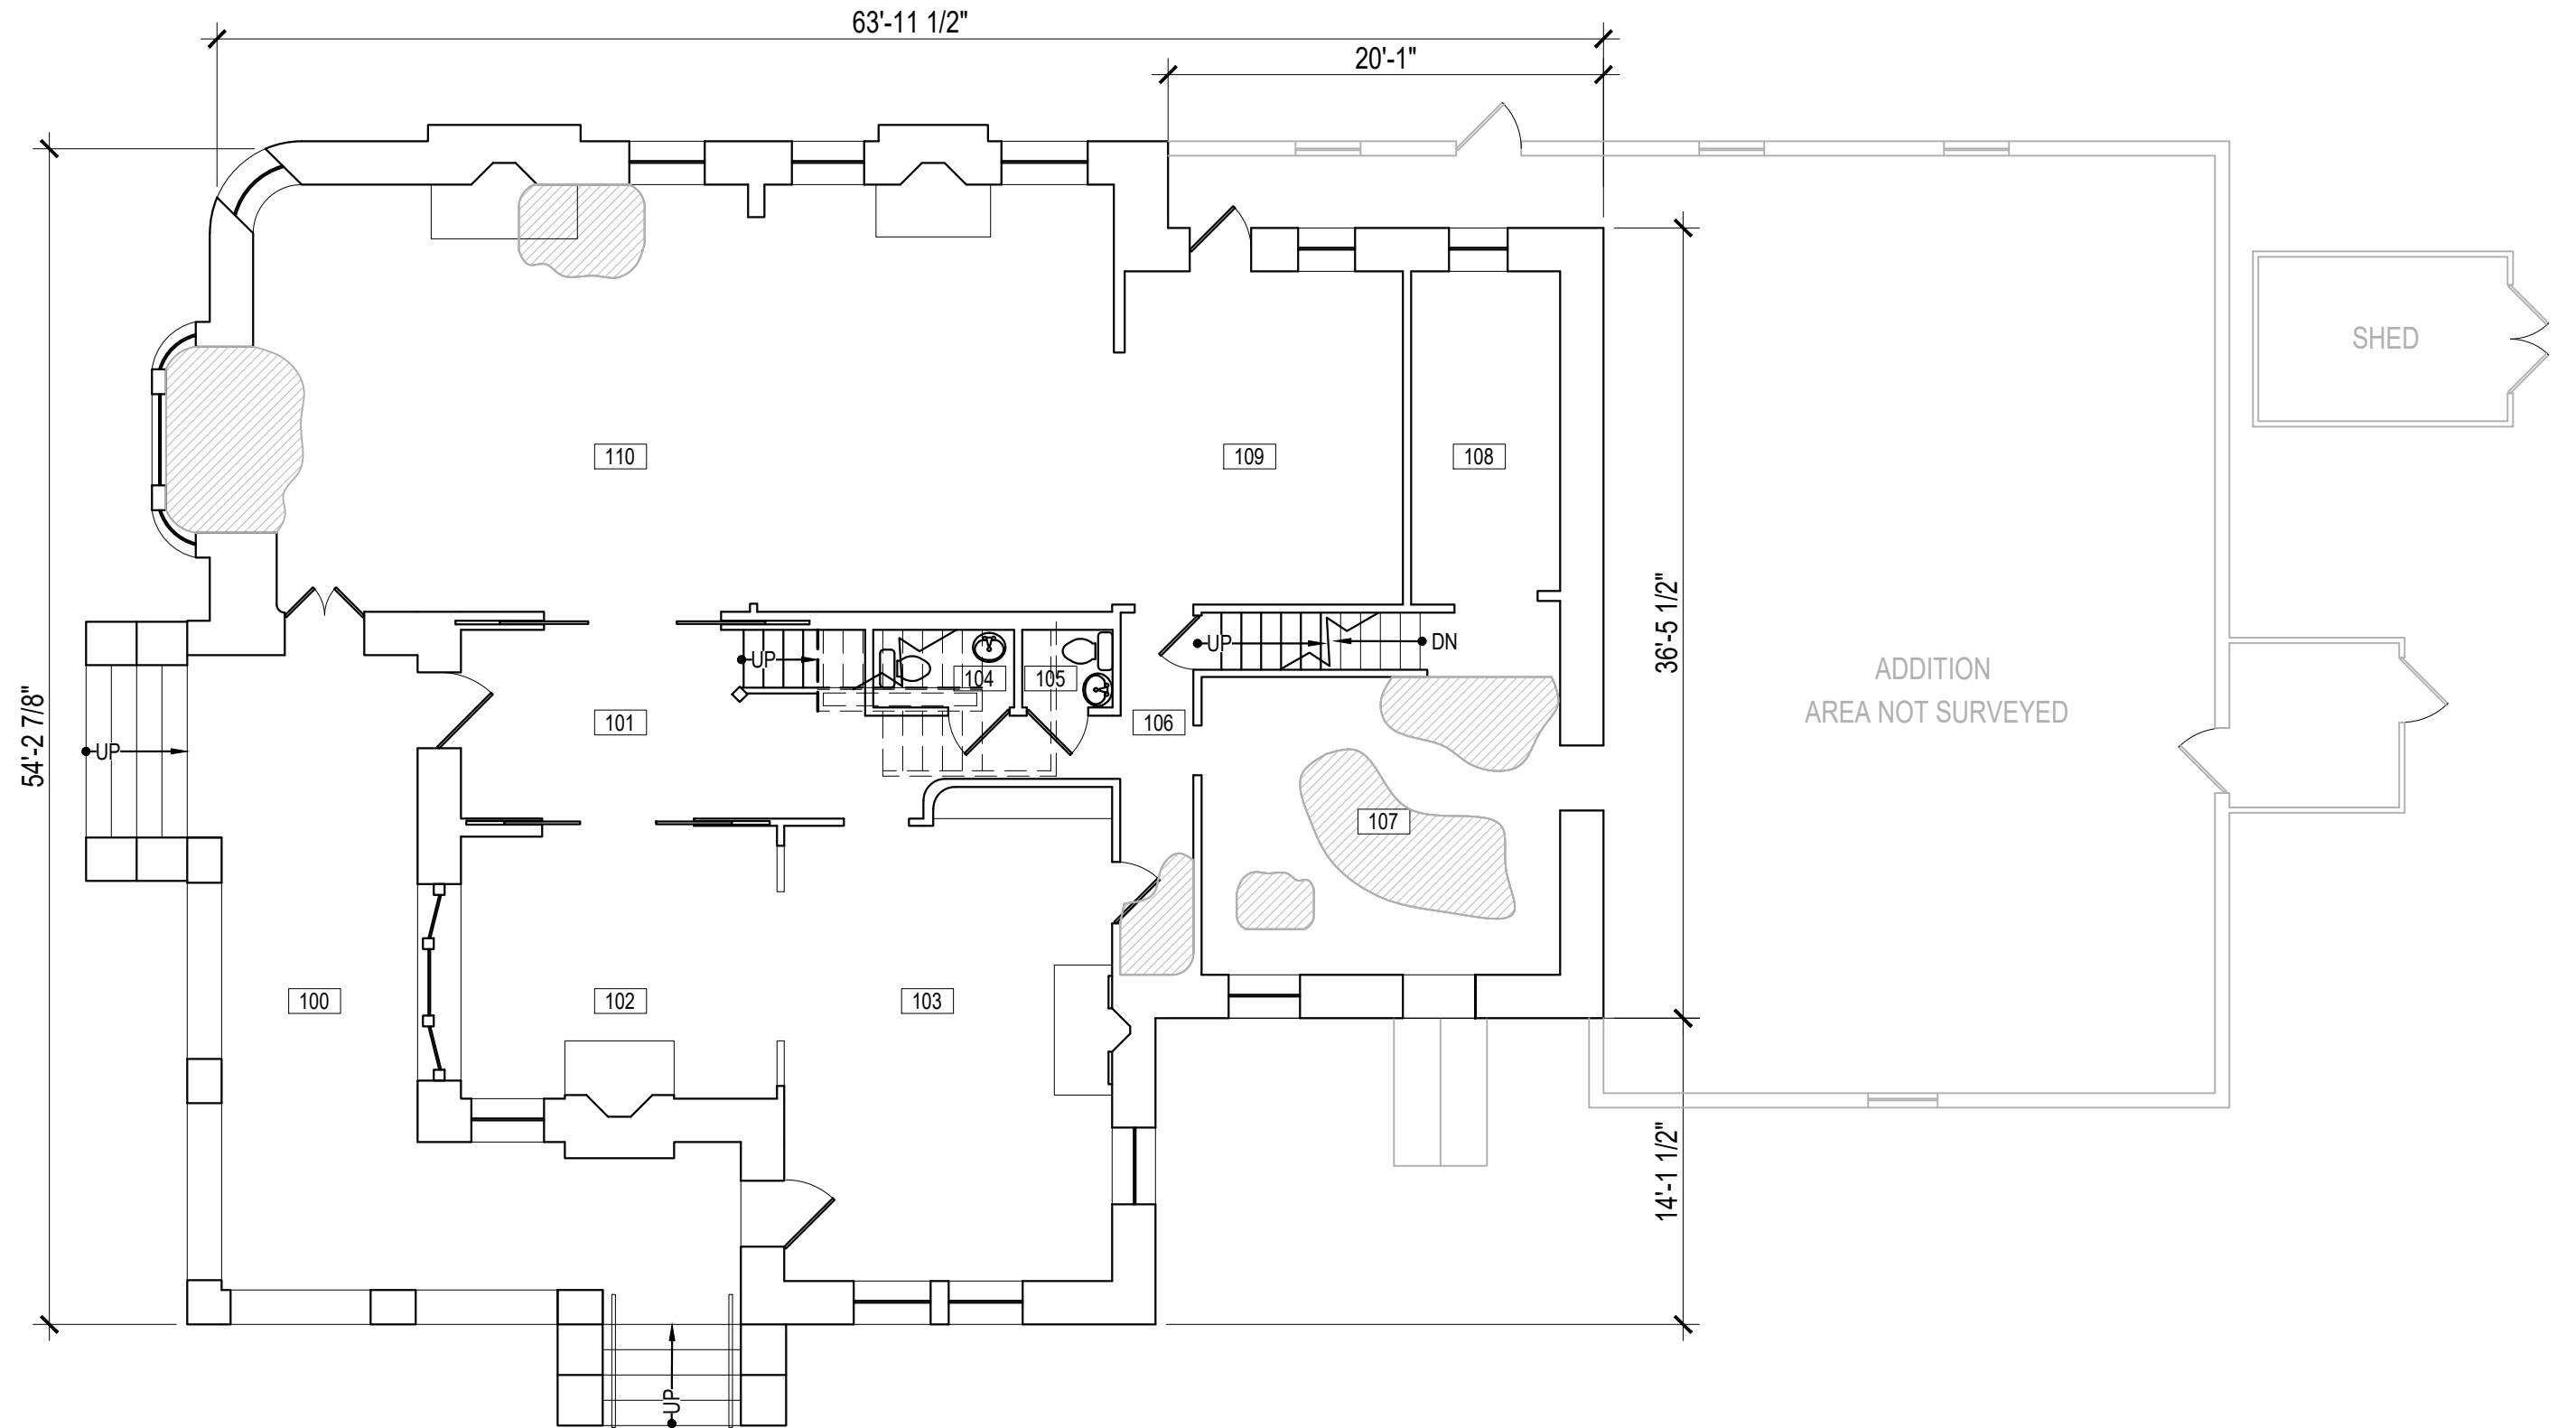 63'-11 1/2"
20'-1"
SHED
110
109
108
54'-2 7/8"
36'-5 1/2"
UP
DN
UP
104
105
ADDITION
AREA NOT SURVEYED
101
106
UP
107
100
102
103
14'-1 1/2"
UP